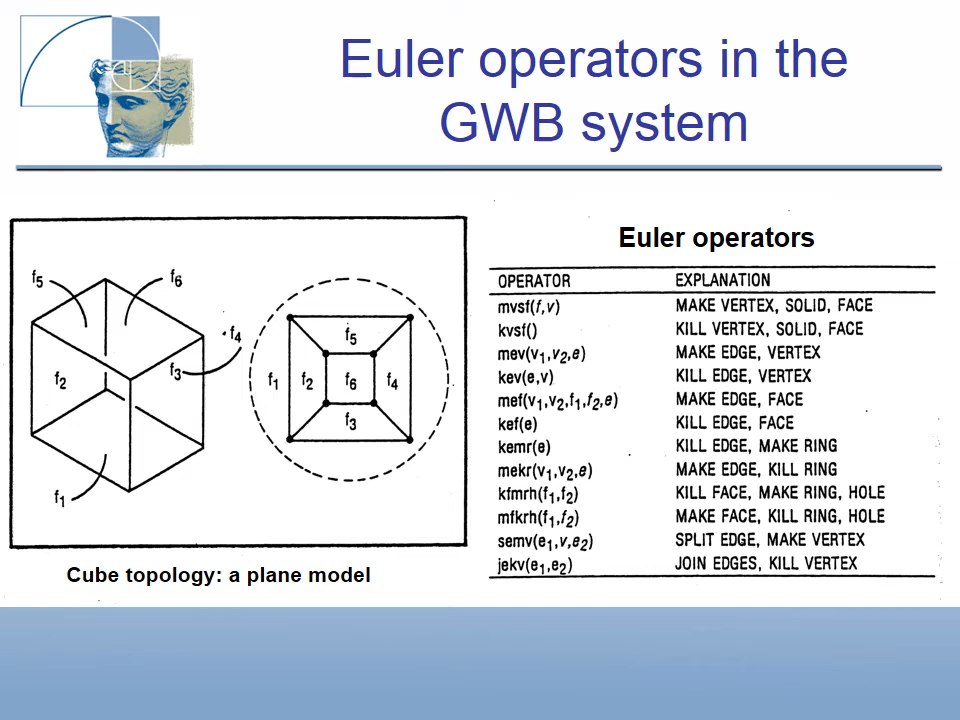 Euler operators in the
GWB system
f5
f6
f4
f3
f2
f1
f5
f1
f2
f6
f4
f3
Cube topology: a plane model
Euler operators
OPERATOR EXPLANATION
mvsf(f,v) MAKE VERTEX, SOLID, FACE
kvsf() KILL VERTEX, SOLID, FACE
mev(v1,v2,e) MAKE EDGE, VERTEX
kev(e,v) KILL EDGE, VERTEX
mef(v1,v2,f1,f2,e) MAKE EDGE, FACE
kef(e) KILL EDGE, FACE
kemr(e) KILL EDGE, MAKE RING
mekr(v1,v2,e) MAKE EDGE, KILL RING
kfmrh(f1,f2) KILL FACE, MAKE RING, HOLE
mfkrh(f1,f2) MAKE FACE, KILL RING, HOLE
semv(e1,v,e2) SPLIT EDGE, MAKE VERTEX
jekv(e1,e2) JOIN EDGES, KILL VERTEX